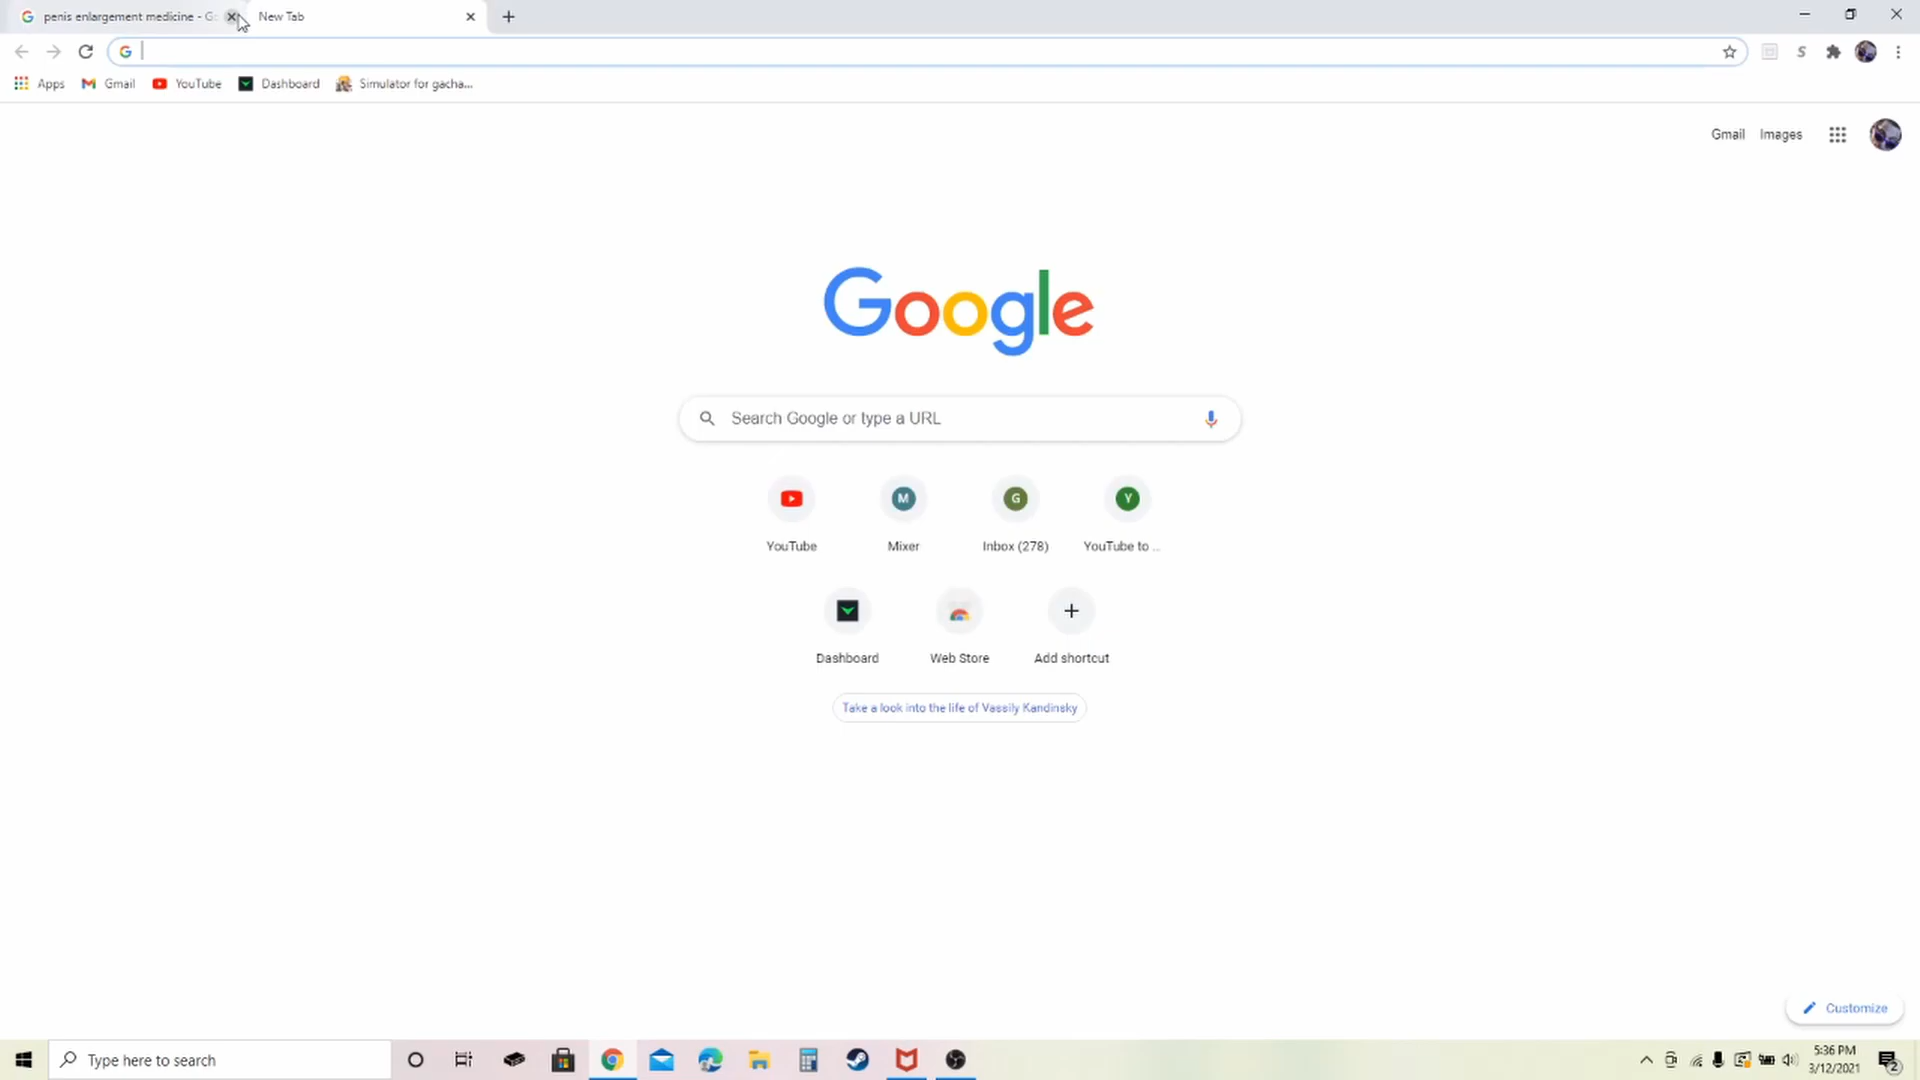 penis enlargement medicine - Go
New Tab
Apps
Gmail
YouTube
Dashboard
Simulator for gacha...
Gmail
Images
Google
Search Google or type a URL
M
G
Y
YouTube
Mixer
Inbox (278)
YouTube to ...
Dashboard
Web Store
Add shortcut
Take a look into the life of Vassily Kandinsky
Customize
Type here to search
5:36 PM
3/12/2021
2